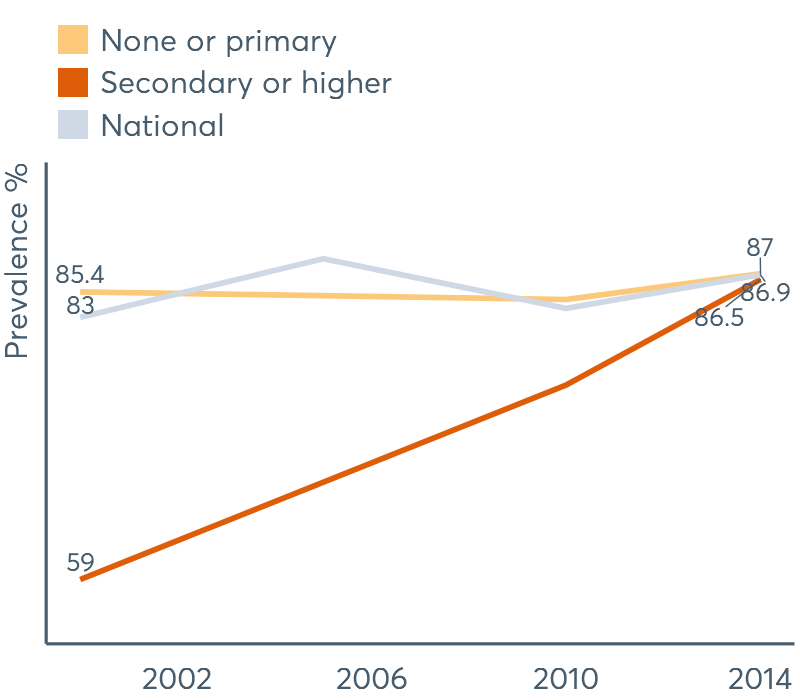 None or primary
Secondary or higher
National
Prevalence %
87
85.4
83
86.9
86.5
59
2002
2006
2010
2014